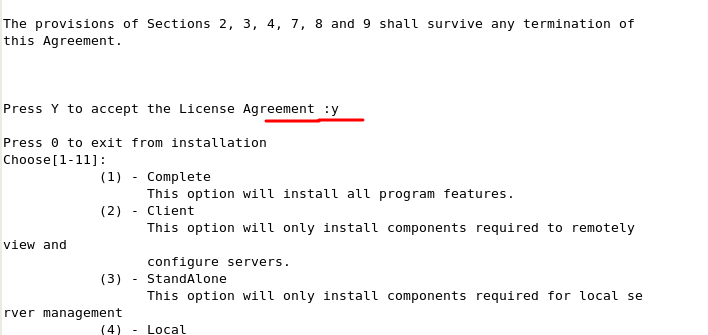 The provisions of Sections 2, 3, 4, 7, 8 and 9 shall survive any termination of
this Agreement.
Press Y to accept the License Agreement :y
Press 0 to exit from installation
Choose[1-11]:
(1) - Complete
This option will install all program features.
(2) - Client
This option will only install components required to remotely
view and
configure servers.
(3) - StandAlone
This option will only install components required for local se
rver management
(4) - Local